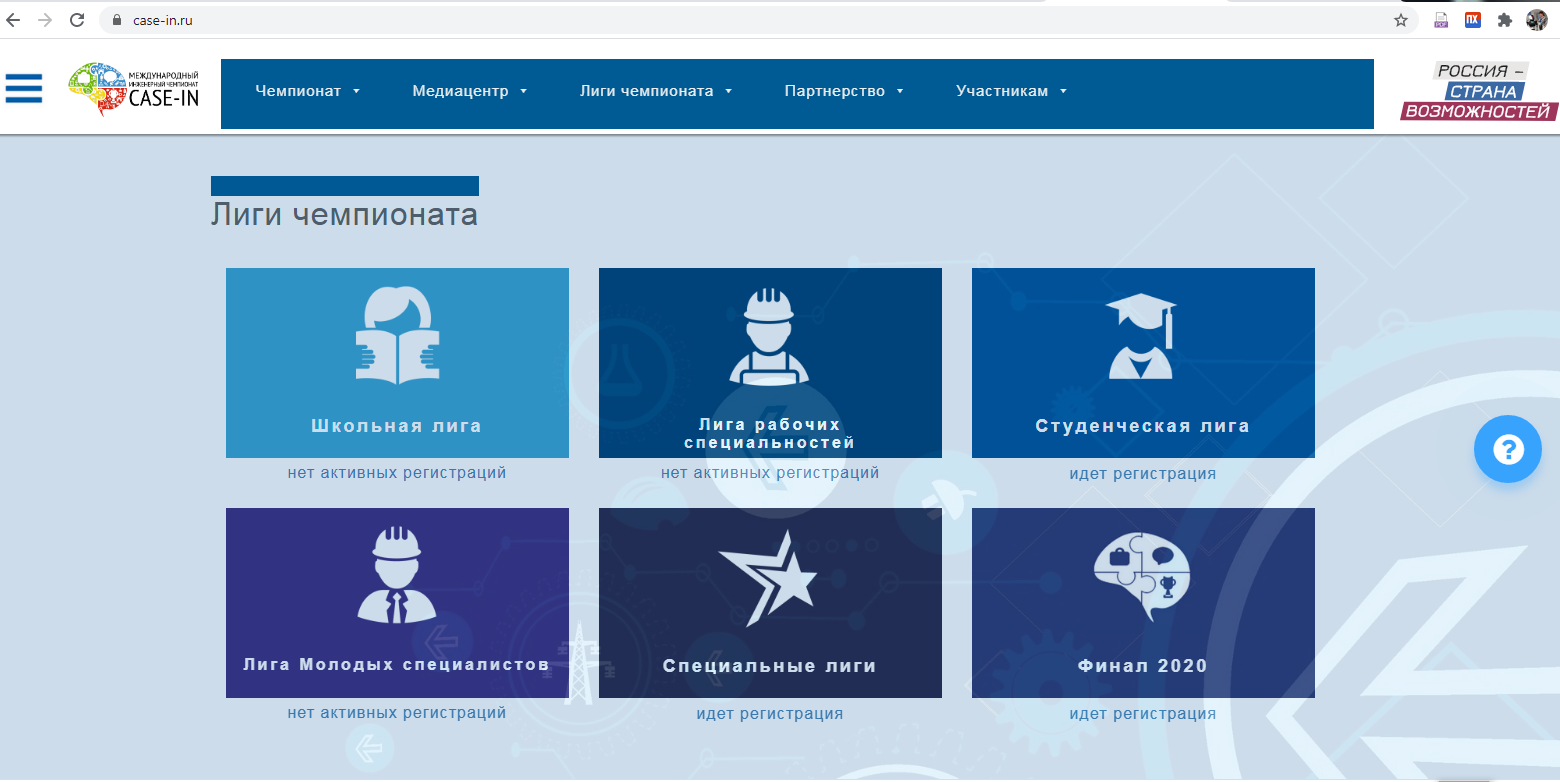 case-in.ru
PDF
ПХ
МЕЖДУНАРОДНЫЙ
ИНЖЕНЕРНЫЙ ЧЕМПИОНАТ
CASE-IN
Чемпионат
Медиацентр
Лиги чемпионата
Партнерство
Участникам
РОССИЯ –
СТРАНА
ВОЗМОЖНОСТЕЙ
Лиги чемпионата
Школьная лига
нет активных регистраций
Лига рабочих
специальностей
нет активных регистраций
Студенческая лига
идет регистрация
?
Лига Молодых специалистов
нет активных регистраций
Специальные лиги
идет регистрация
Финал 2020
идет регистрация